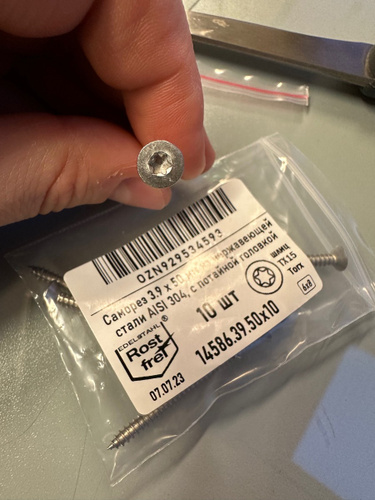 OZN929534593
Саморез 3,9 х 50 мм из нержавеющей
стали AISI 304, с потайной головкой
10 шт
шлиц
TX15
Torx
EDELSTAHL®
Rost
frei
14586.39.50x10
07.07.23